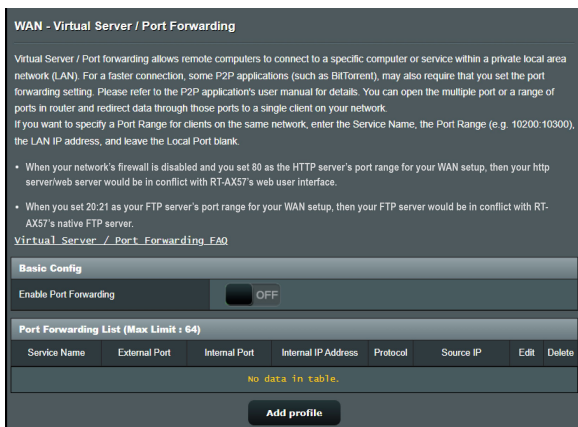 WAN - Virtual Server / Port Forwarding
Virtual Server / Port forwarding allows remote computers to connect to a specific computer or service within a private local area
network (LAN). For a faster connection, some P2P applications (such as BitTorrent), may also require that you set the port
forwarding setting. Please refer to the P2P application's user manual for details. You can open the multiple port or a range of
ports in router and redirect data through those ports to a single client on your network.
If you want to specify a Port Range for clients on the same network, enter the Service Name, the Port Range (e.g. 10200:10300),
the LAN IP address, and leave the Local Port blank.
• When your network's firewall is disabled and you set 80 as the HTTP server's port range for your WAN setup, then your http
server/web server would be in conflict with RT-AX57's web user interface.
• When you set 20:21 as your FTP server's port range for your WAN setup, then your FTP server would be in conflict with RT-
AX57's native FTP server.
Virtual Server / Port Forwarding FAQ
Basic Config
Enable Port Forwarding OFF
Port Forwarding List (Max Limit : 64)
Service Name External Port Internal Port Internal IP Address Protocol Source IP Edit Delete
No data in table.
Add profile